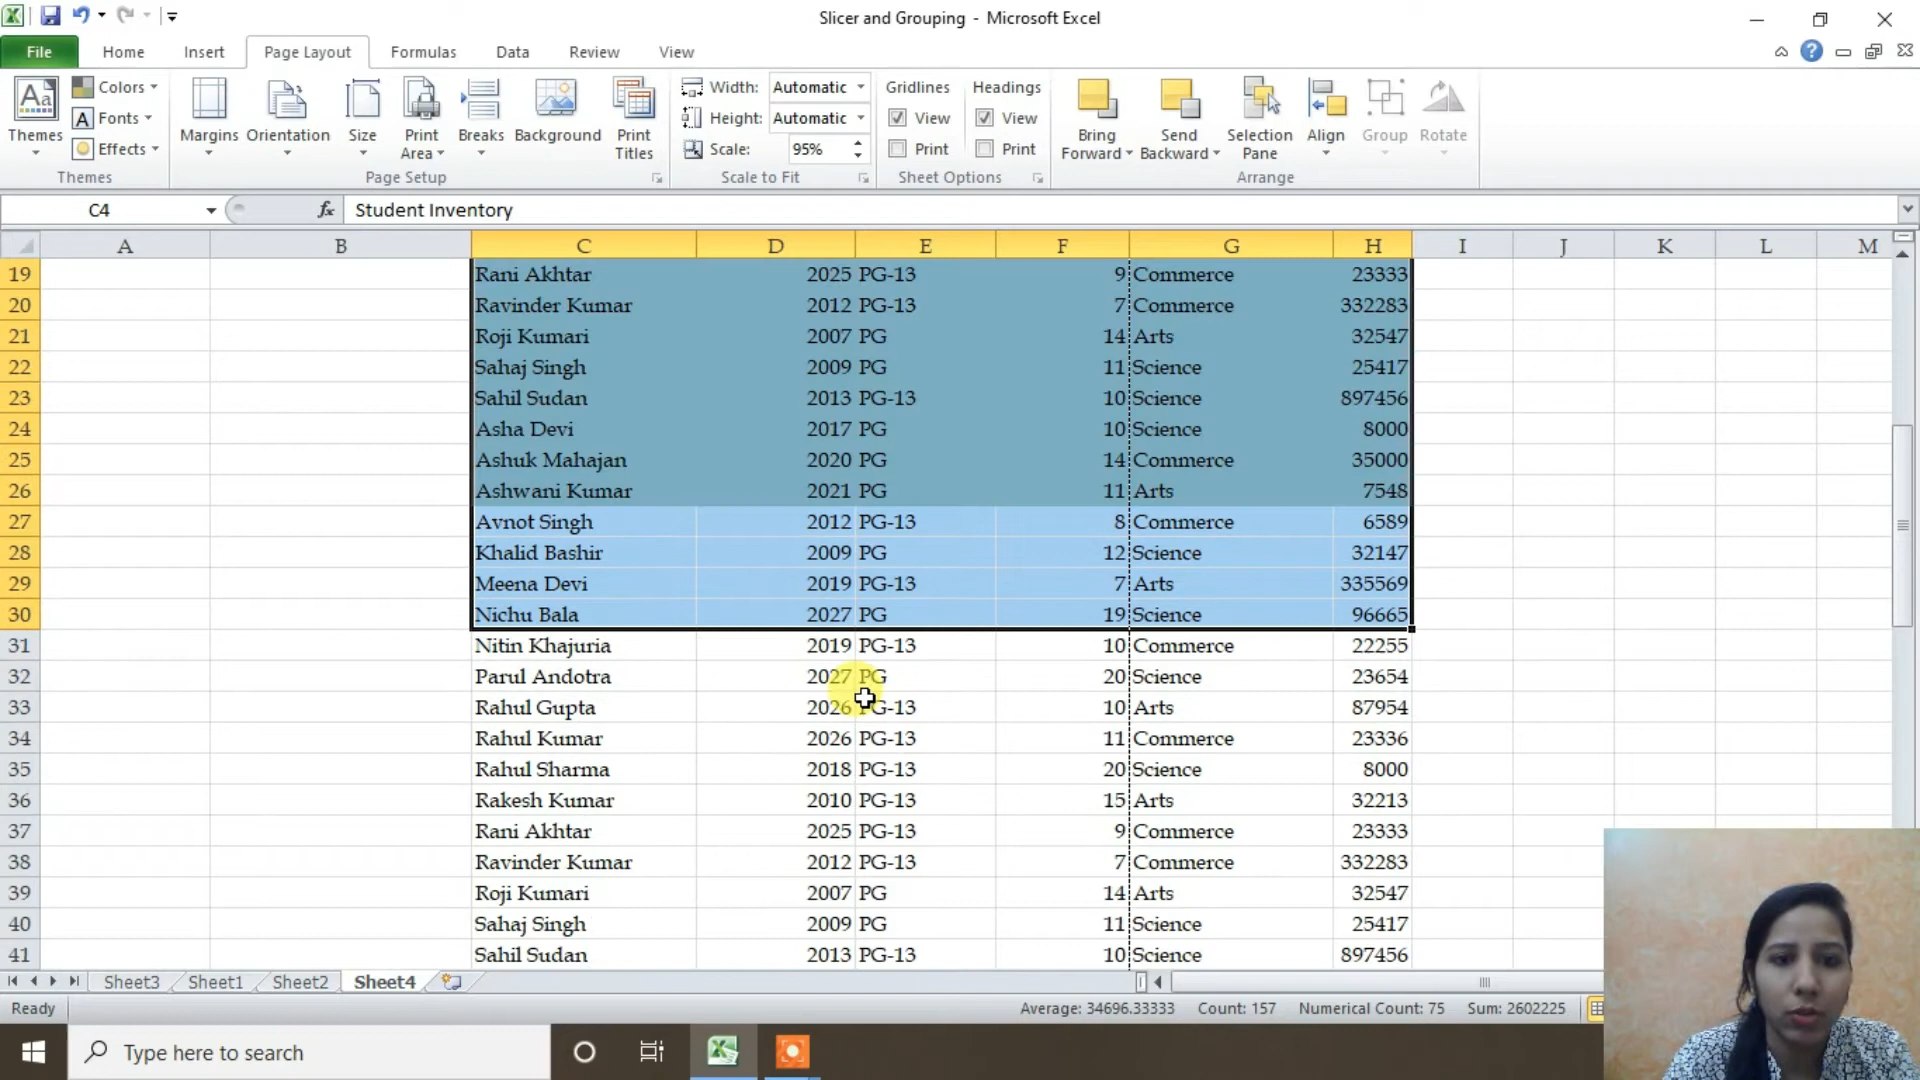 Slicer and Grouping - Microsoft Excel
File Home Insert Page Layout Formulas Data Review View
Aa Themes
Colors
A Fonts
Effects
Margins
Orientation
Size
Print Area
Breaks
Background
Print Titles
Width: Automatic
Height: Automatic
Scale: 95%
Gridlines
View
Print
Headings
View
Print
Bring Forward
Send Backward
Selection Pane
Align
Group
Rotate
Themes Page Setup Scale to Fit Sheet Options Arrange
C4 fx Student Inventory
A B C D E F G H I J K L M
19 Rani Akhtar 2025 PG-13 9 Commerce 23333
20 Ravinder Kumar 2012 PG-13 7 Commerce 332283
21 Roji Kumari 2007 PG 14 Arts 32547
22 Sahaj Singh 2009 PG 11 Science 25417
23 Sahil Sudan 2013 PG-13 10 Science 897456
24 Asha Devi 2017 PG 10 Science 8000
25 Ashuk Mahajan 2020 PG 14 Commerce 35000
26 Ashwani Kumar 2021 PG 11 Arts 7548
27 Avnot Singh 2012 PG-13 8 Commerce 6589
28 Khalid Bashir 2009 PG 12 Science 32147
29 Meena Devi 2019 PG-13 7 Arts 335569
30 Nichu Bala 2027 PG 19 Science 96665
31 Nitin Khajuria 2019 PG-13 10 Commerce 22255
32 Parul Andotra 2027 PG 20 Science 23654
33 Rahul Gupta 2026 PG-13 10 Arts 87954
34 Rahul Kumar 2026 PG-13 11 Commerce 23336
35 Rahul Sharma 2018 PG-13 20 Science 8000
36 Rakesh Kumar 2010 PG-13 15 Arts 32213
37 Rani Akhtar 2025 PG-13 9 Commerce 23333
38 Ravinder Kumar 2012 PG-13 7 Commerce 332283
39 Roji Kumari 2007 PG 14 Arts 32547
40 Sahaj Singh 2009 PG 11 Science 25417
41 Sahil Sudan 2013 PG-13 10 Science 897456
Sheet3 Sheet1 Sheet2 Sheet4
Ready Average: 34696.33333 Count: 157 Numerical Count: 75 Sum: 2602225
Type here to search